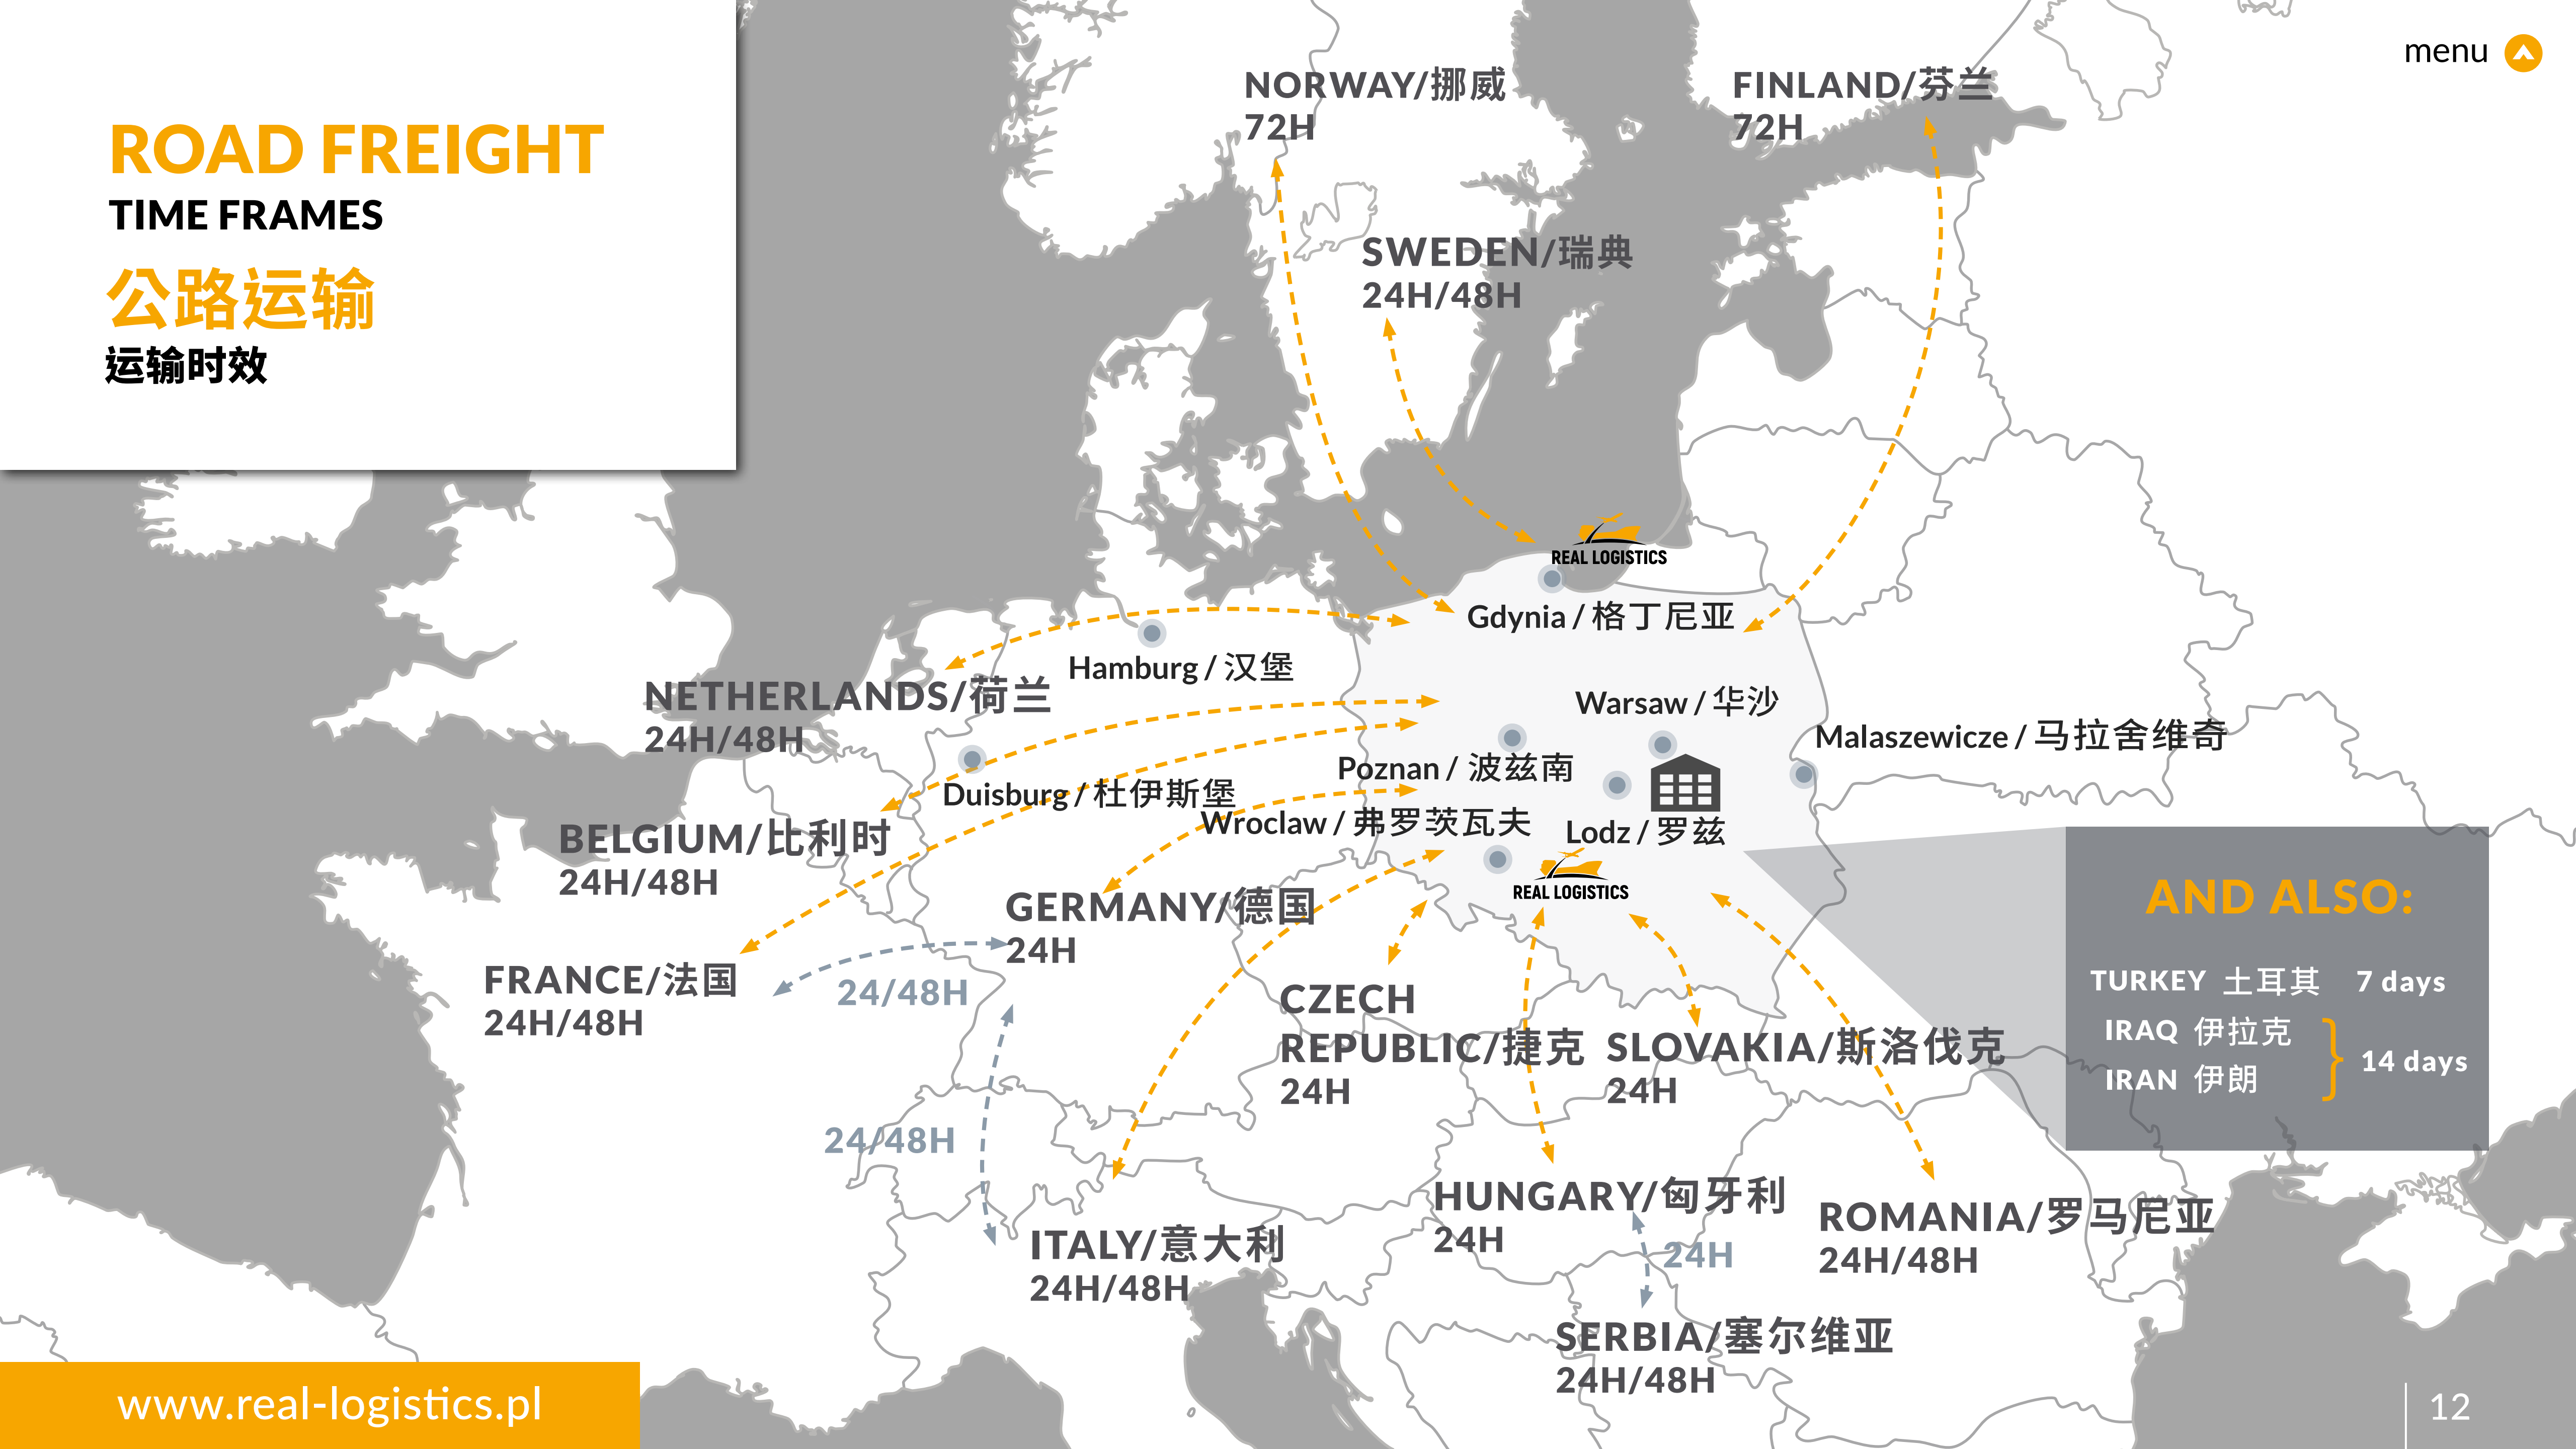 menu
ROAD FREIGHT
TIME FRAMES
公路运输
运输时效
NORWAY/挪威
72H
FINLAND/芬兰
72H
SWEDEN/瑞典
24H/48H
REAL LOGISTICS
Gdynia / 格丁尼亚
Hamburg / 汉堡
NETHERLANDS/荷兰
24H/48H
Warsaw / 华沙
Malaszewicze / 马拉舍维奇
Poznan / 波兹南
Duisburg / 杜伊斯堡
Wroclaw / 弗罗茨瓦夫
Lodz / 罗兹
BELGIUM/比利时
24H/48H
REAL LOGISTICS
GERMANY/德国
24H
FRANCE/法国
24H/48H
24/48H
CZECH
REPUBLIC/捷克
24H
SLOVAKIA/斯洛伐克
24H
24/48H
AND ALSO:
TURKEY 土耳其 7 days
IRAQ 伊拉克
IRAN 伊朗
14 days
HUNGARY/匈牙利
24H
24H
ROMANIA/罗马尼亚
24H/48H
ITALY/意大利
24H/48H
SERBIA/塞尔维亚
24H/48H
www.real-logistics.pl
12